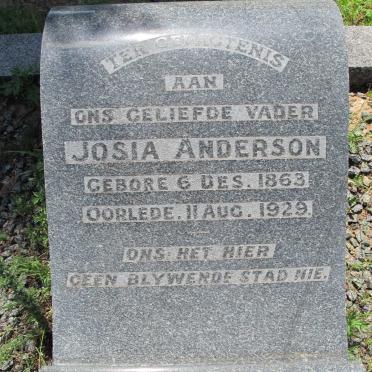 TER GEDAGTENIS
AAN
ONS GELIEFDE VADER
JOSIA ANDERSON
GEBORE 6 DES. 1863
OORLEDE. 11 AUG. 1929
ONS HET HIER
GEEN BLYWENDE STAD NIE.